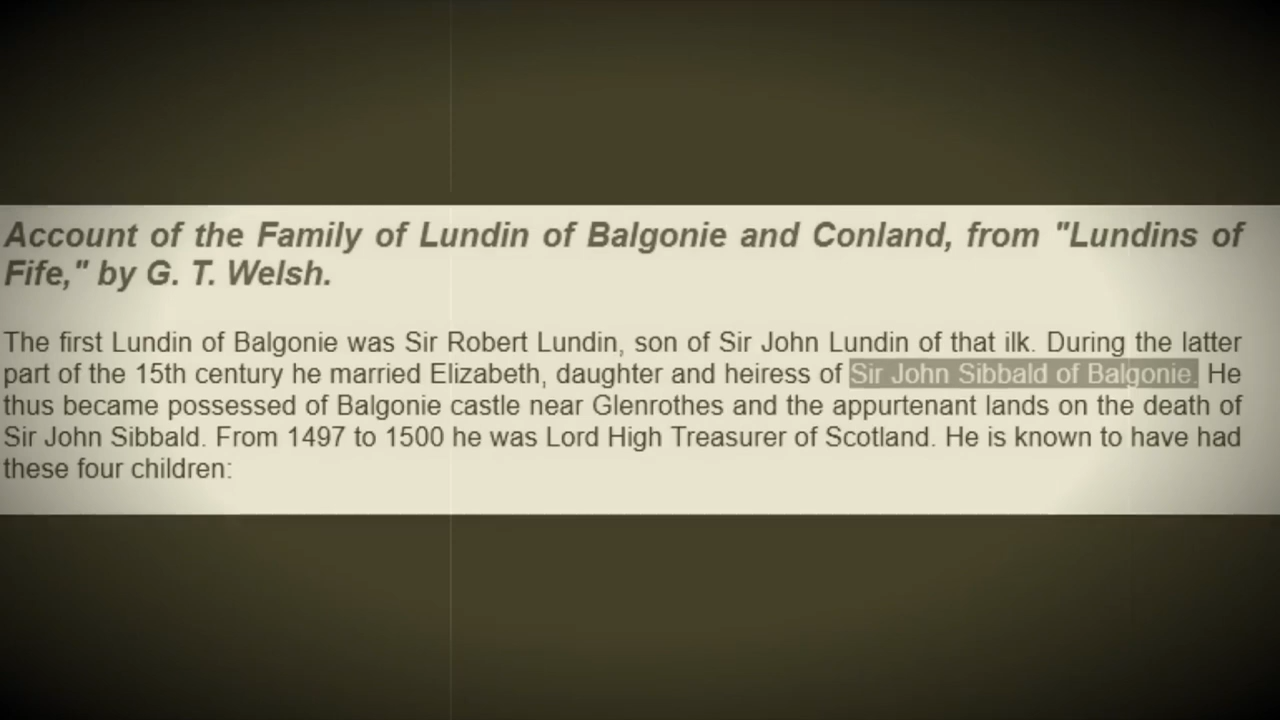 Account of the Family of Lundin of Balgonie and Conland, from "Lundins of
Fife," by G. T. Welsh.
The first Lundin of Balgonie was Sir Robert Lundin, son of Sir John Lundin of that ilk. During the latter
part of the 15th century he married Elizabeth, daughter and heiress of Sir John Sibbald of Balgonie. He
thus became possessed of Balgonie castle near Glenrothes and the appurtenant lands on the death of
Sir John Sibbald. From 1497 to 1500 he was Lord High Treasurer of Scotland. He is known to have had
these four children: